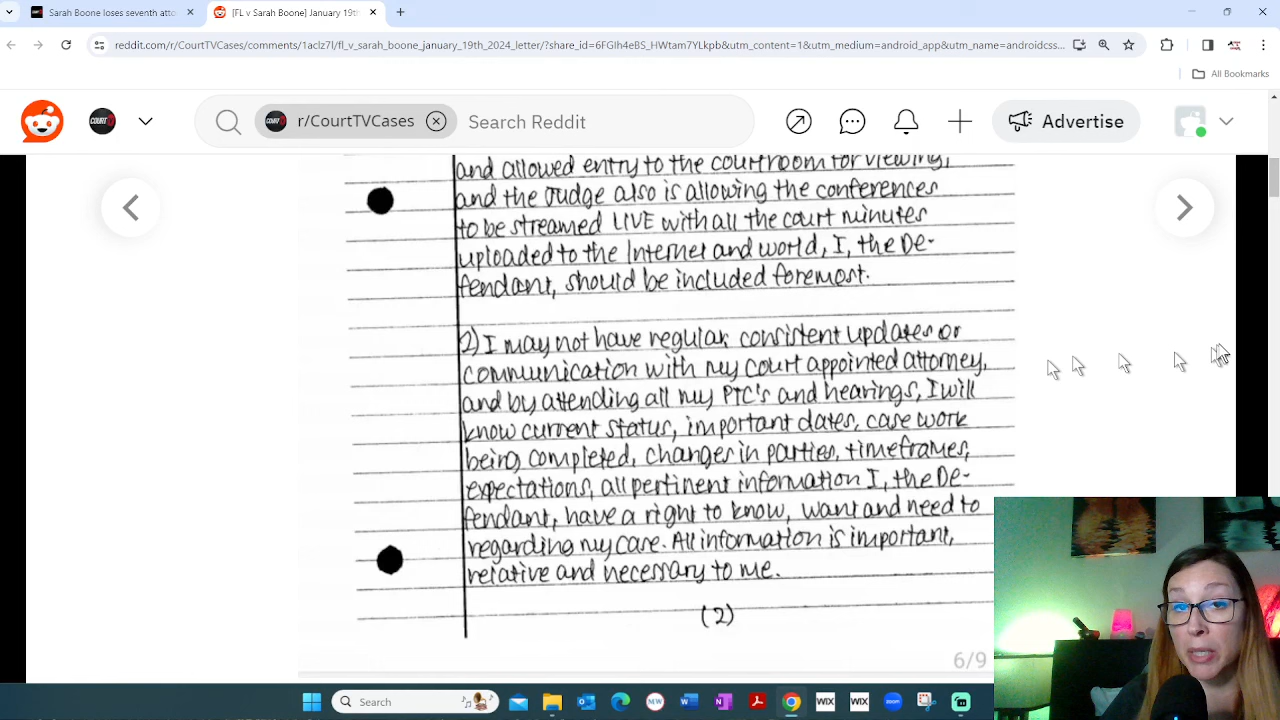 Sarah Boone loses seventh atto
[FL v Sarah Boone] January 19th
reddit.com/r/CourtTVCases/comments/1aclz7l/fl_v_sarah_boone_january_19th_2024_letter/?share_id=6FGIh4eBS_HWtam7YLkpb&utm_content=1&utm_medium=android_app&utm_name=androidcss...
All Bookmarks
COURT
r/CourtTVCases
Search Reddit
Advertise
and allowed entry to the courtroom for viewing,
and the Judge also is allowing the conferences
to be streamed LIVE with all the court minutes
uploaded to the Internet and world, I, the De-
fendant, should be included foremost.
2) I may not have regular, consistent updates or
communication with my court appointed attorney,
and by attending all my PTC's and hearings, I will
know current status, important dates, case work
being completed, changes in parties, timeframes,
expectations, all pertinent information I, the De-
fendant, have a right to know, want and need to
regarding my case. All information is important,
relative and necessary to me.
(2)
6/9
Search
MW
WIX
WIX
zoom